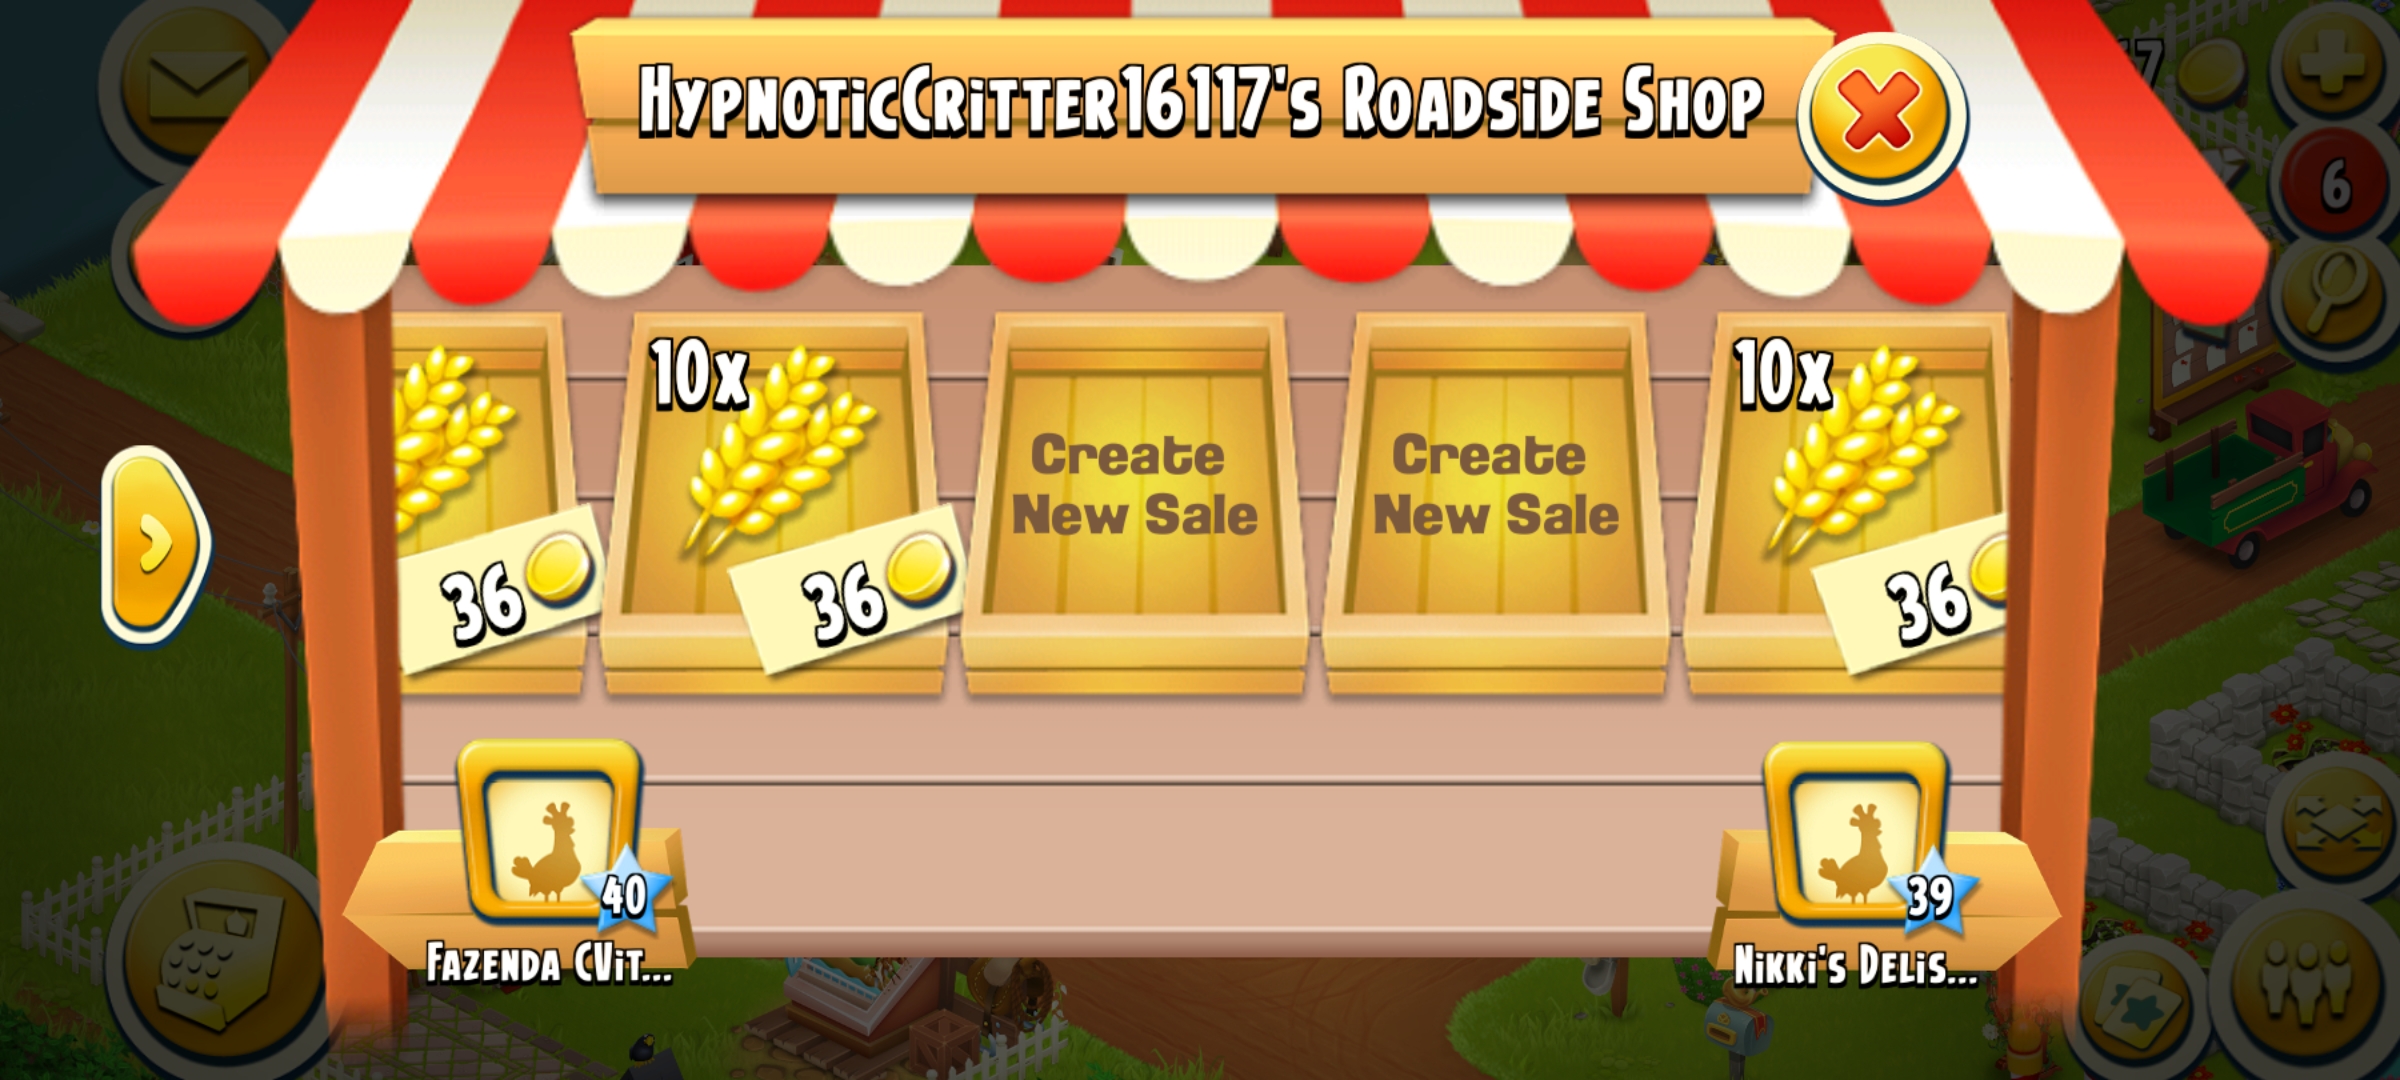 HypnoticCritter16117's Roadside Shop
7
6
10x
10x
Create
New Sale
Create
New Sale
36
36
36
40
39
Fazenda CVit...
Nikki's Delis...